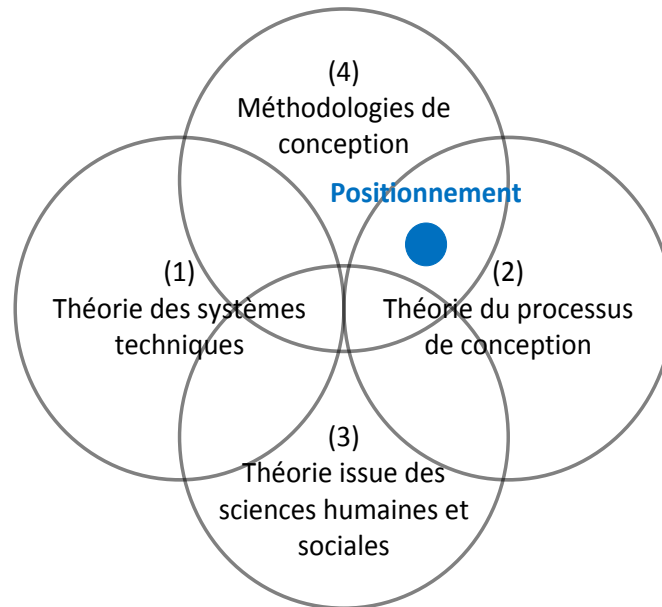 (4)
Méthodologies de
conception
Positionnement
(1)
Théorie des systèmes
techniques
(2)
Théorie du processus
de conception
(3)
Théorie issue des
sciences humaines et
sociales